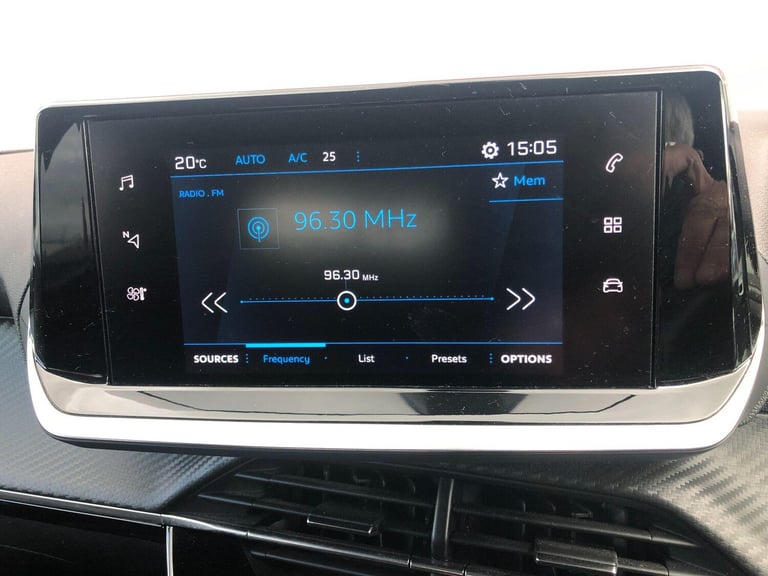 20°C AUTO A/C 25 15:05
RADIO . FM
Mem
96.30 MHz
96.30 MHz
N
SOURCES Frequency List Presets OPTIONS